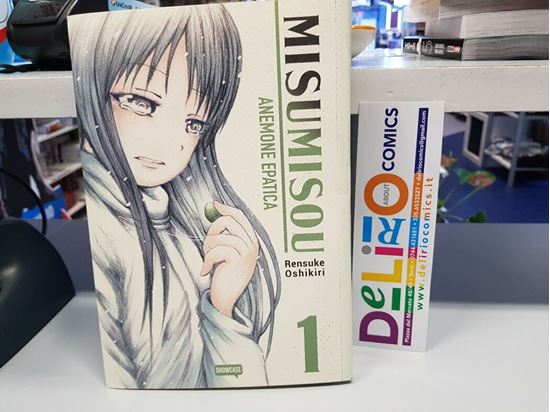 MISUMISOU
ANEMONE EPATICA
Rensuke
Oshikiri
1
SHOWCASE
DeLiRIO
ABOUT
COMICS
www.deliriocomics.it